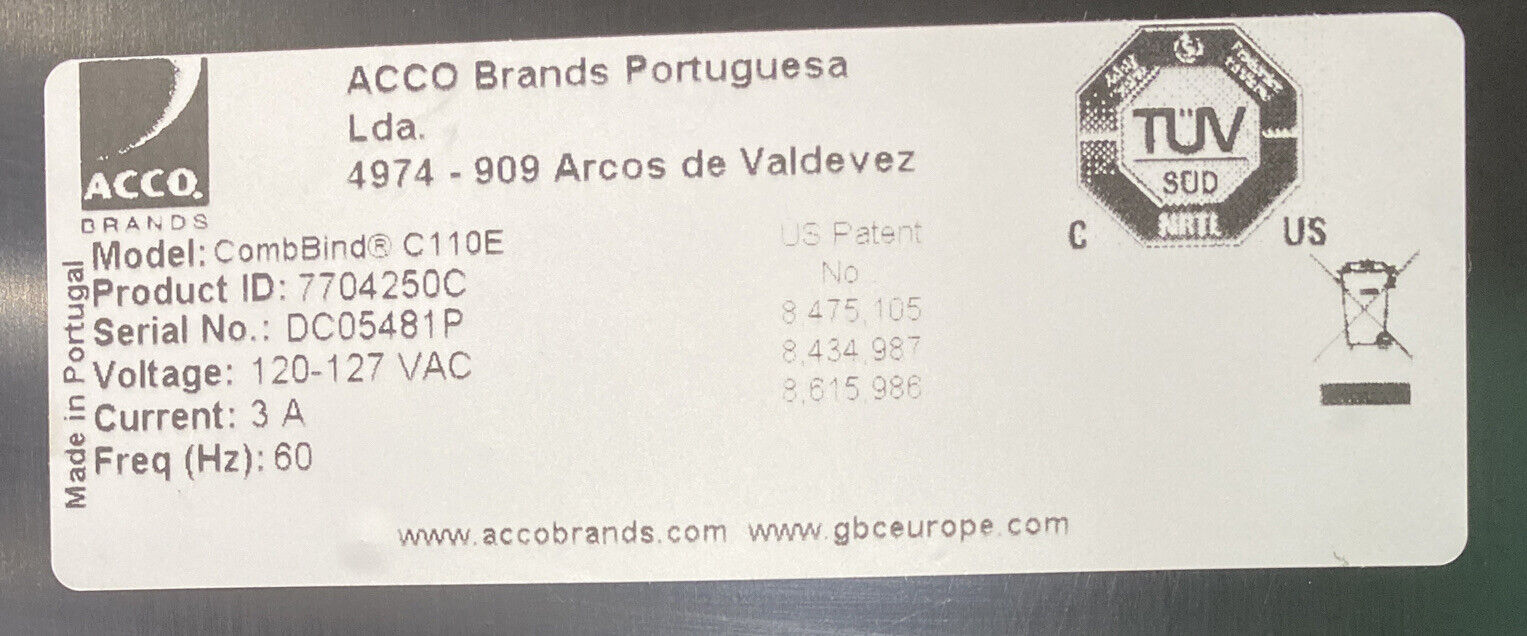 ACCO
BRANDS
ACCO Brands Portuguesa
Lda.
4974 - 909 Arcos de Valdevez
TÜV
SÜD
NRTL
C US
Made in Portugal
Model: CombBind® C110E
Product ID: 7704250C
Serial No.: DC05481P
Voltage: 120-127 VAC
Current: 3 A
Freq (Hz): 60
US Patent
No
8,475,105
8,434,987
8,615,986
www.accobrands.com www.gbceurope.com